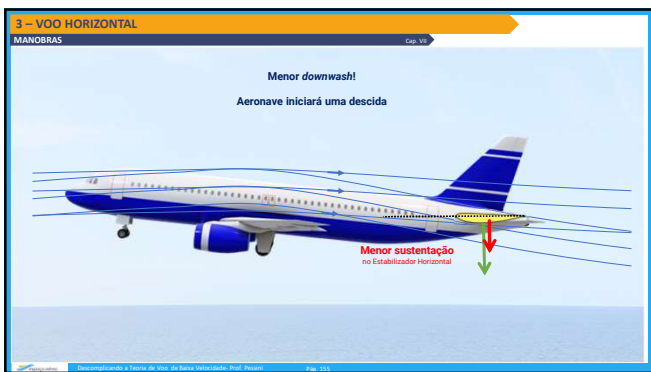 3 – VOO HORIZONTAL
MANOBRAS
Cap. VII
Menor downwash!
Aeronave iniciará uma descida
Menor sustentação
no Estabilizador Horizontal
Descomplicando a Teoria de Voo de Baixa Velocidade- Prof. Pessini
Pág. 155